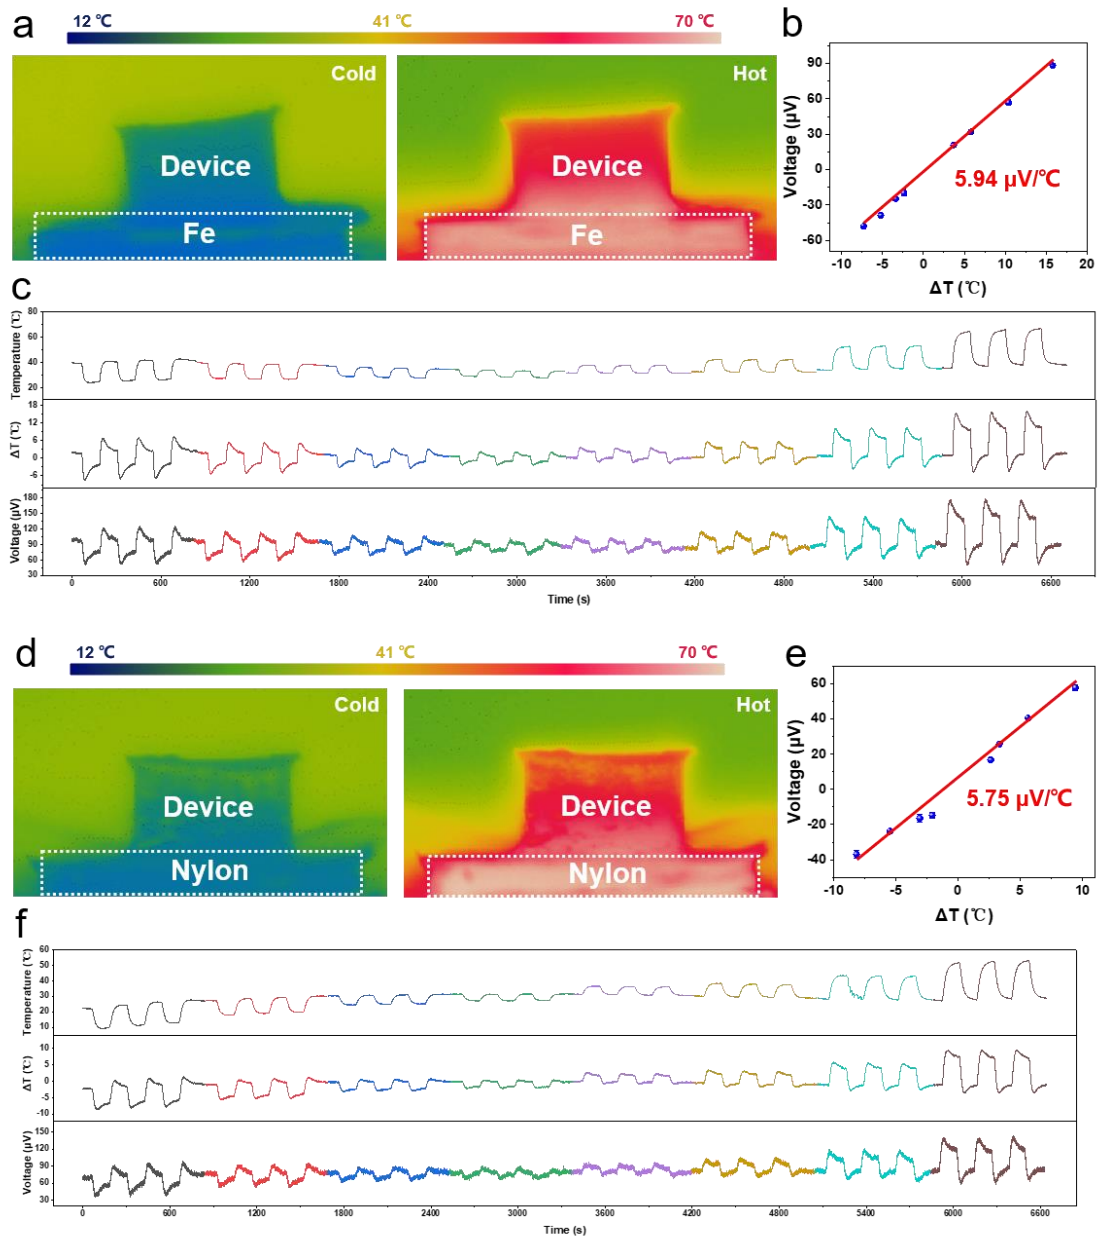 a
12 ℃ 41 ℃ 70 ℃
Cold
Device
Fe
Hot
Device
Fe
b
Voltage (µV)
90
60
30
0
-30
-60
5.94 µV/℃
-10 -5 0 5 10 15 20
ΔT (℃)
c
Temperature (℃)
80
60
40
20
ΔT (℃)
18
12
6
0
-6
Voltage (µV)
180
150
120
90
60
30
0 600 1200 1800 2400 3000 3600 4200 4800 5400 6000 6600
Time (s)
d
12 ℃ 41 ℃ 70 ℃
Cold
Device
Nylon
Hot
Device
Nylon
e
Voltage (µV)
60
40
20
0
-20
-40
5.75 µV/℃
-10 -5 0 5 10
ΔT (℃)
f
Temperature (℃)
60
50
40
30
20
10
ΔT (℃)
10
5
0
-5
-10
Voltage (µV)
150
120
90
60
30
0 600 1200 1800 2400 3000 3600 4200 4800 5400 6000 6600
Time (s)